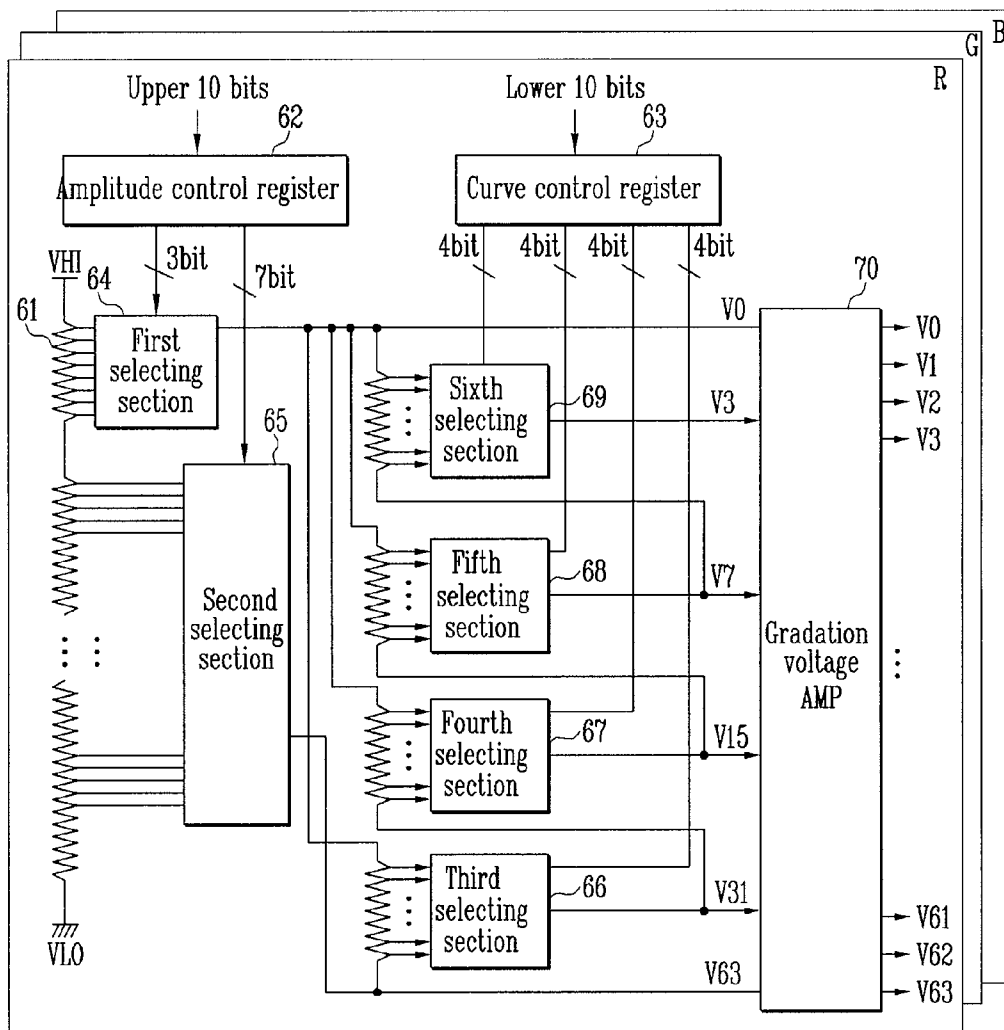 B
G
R
Upper 10 bits
Lower 10 bits
62
63
Amplitude control register
Curve control register
3bit
7bit
4bit
4bit
4bit
4bit
VHI
64
61
First
selecting
section
70
V0
V0
V1
V2
V3
Sixth
selecting
section
69
V3
65
Second
selecting
section
Fifth
selecting
section
68
V7
Gradation
voltage
AMP
Fourth
selecting
section
67
V15
Third
selecting
section
66
V31
V63
V61
V62
V63
VLO